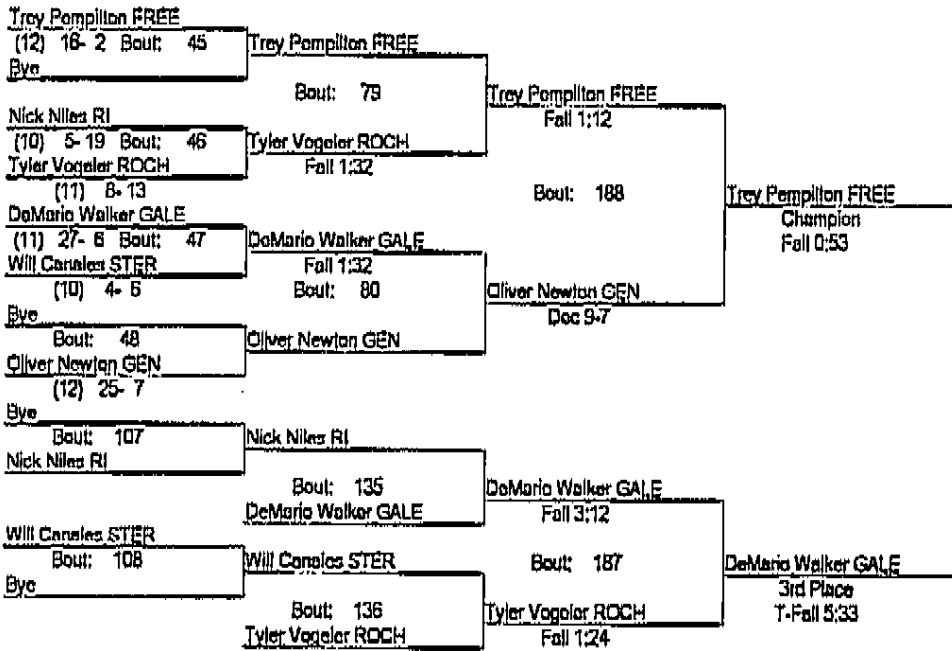 Trey Pompilton FREE
(12) 16- 2 Bout: 45
Bye
Trey Pompilton FREE
Bout: 79
Nick Niles RI
(10) 5- 19 Bout: 46
Tyler Vogeler ROCH
(11) 8- 13
Tyler Vogeler ROCH
Fall 1:32
Trey Pompilton FREE
Fall 1:12
DeMario Walker GALE
(11) 27- 6 Bout: 47
Will Canales STER
(10) 4- 6
DeMario Walker GALE
Fall 1:32
Bout: 80
Bye
Bout: 48
Oliver Newton GEN
(12) 25- 7
Oliver Newton GEN
Oliver Newton GEN
Dec 9-7
Bout: 188
Trey Pompilton FREE
Champion
Fall 0:53
Bye
Bout: 107
Nick Niles RI
Nick Niles RI
Bout: 135
DeMario Walker GALE
DeMario Walker GALE
Fall 3:12
Will Canales STER
Bout: 108
Bye
Will Canales STER
Bout: 136
Tyler Vogeler ROCH
Tyler Vogeler ROCH
Fall 1:24
Bout: 187
DeMario Walker GALE
3rd Place
T-Fall 5:33